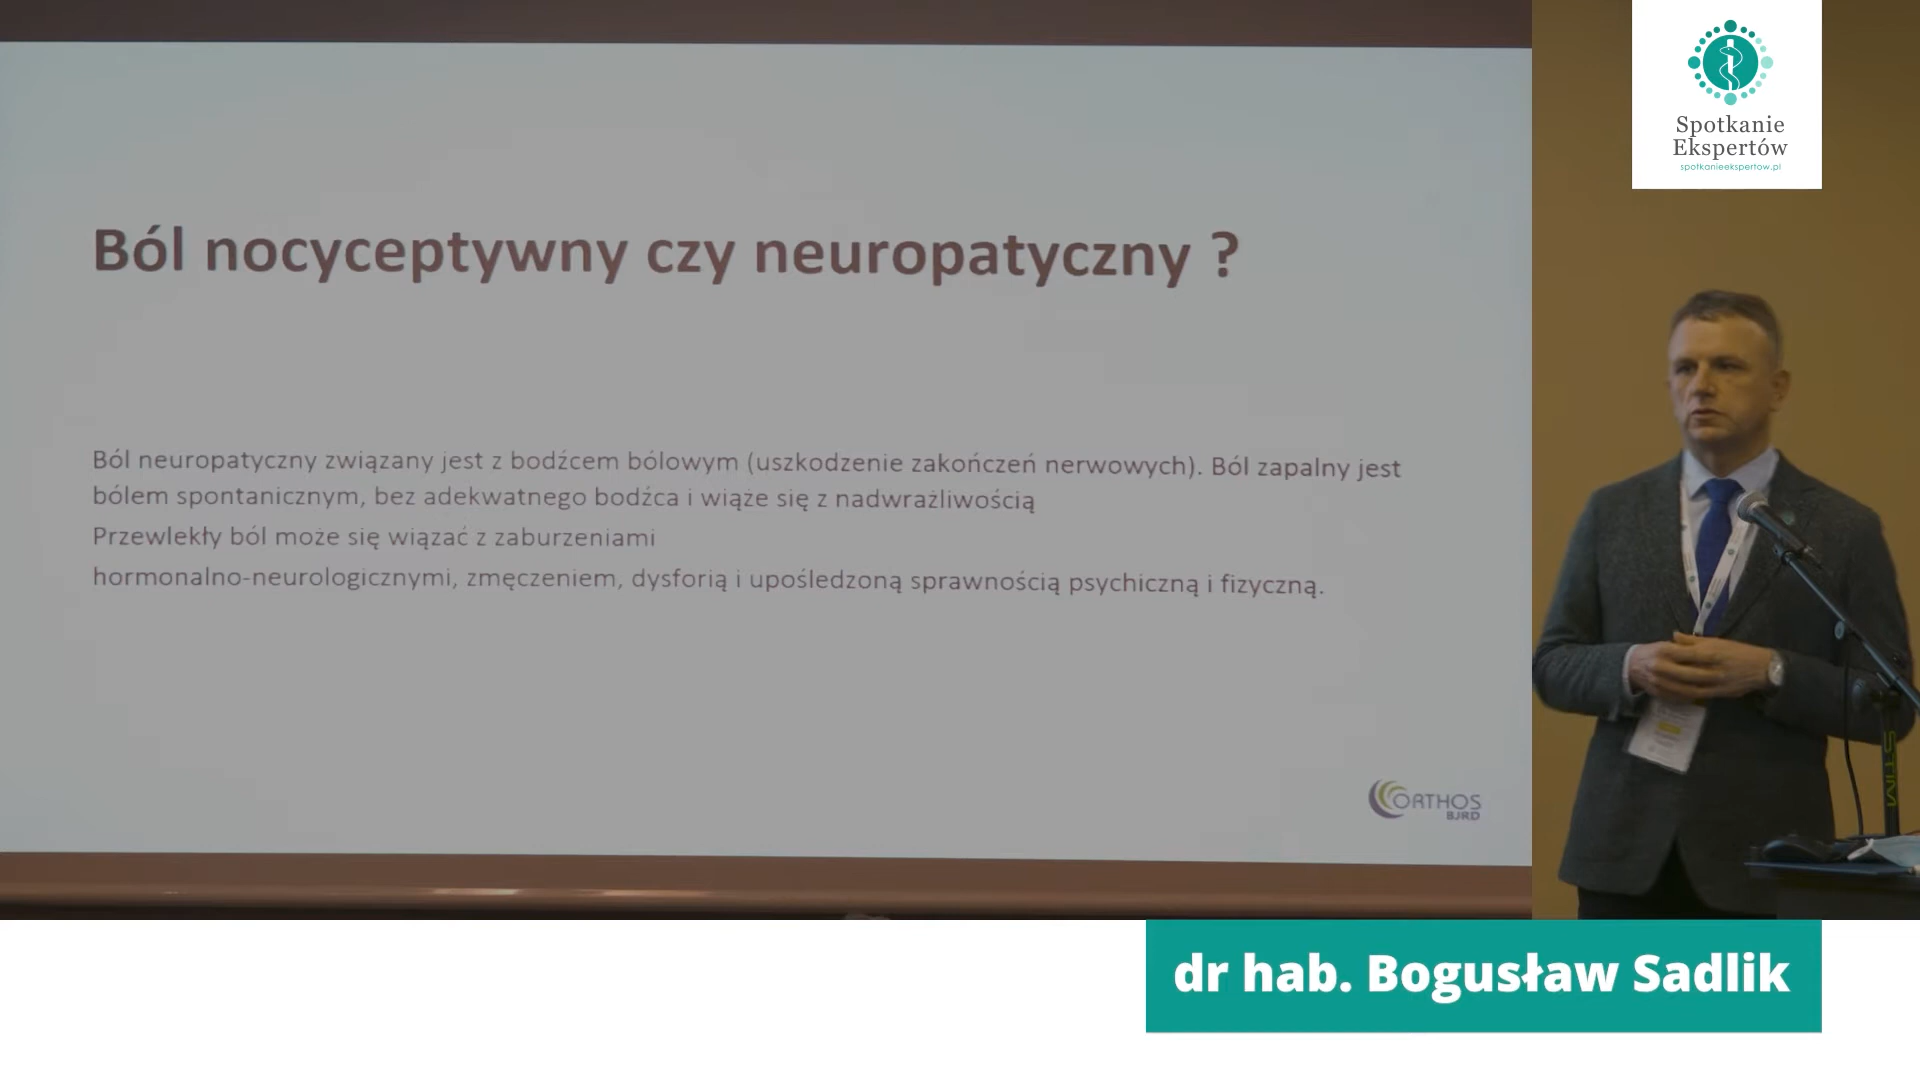 Spotkanie
Ekspertów
spotkanieekspertow.pl
Ból nocyceptywny czy neuropatyczny ?
Ból neuropatyczny związany jest z bodźcem bólowym (uszkodzenie zakończeń nerwowych). Ból zapalny jest
bólem spontanicznym, bez adekwatnego bodźca i wiąże się z nadwrażliwością
Przewlekły ból może się wiązać z zaburzeniami
hormonalno-neurologicznymi, zmęczeniem, dysforią i upośledzoną sprawnością psychiczną i fizyczną.
ORTHOS
BJRD
dr hab. Bogusław Sadlik